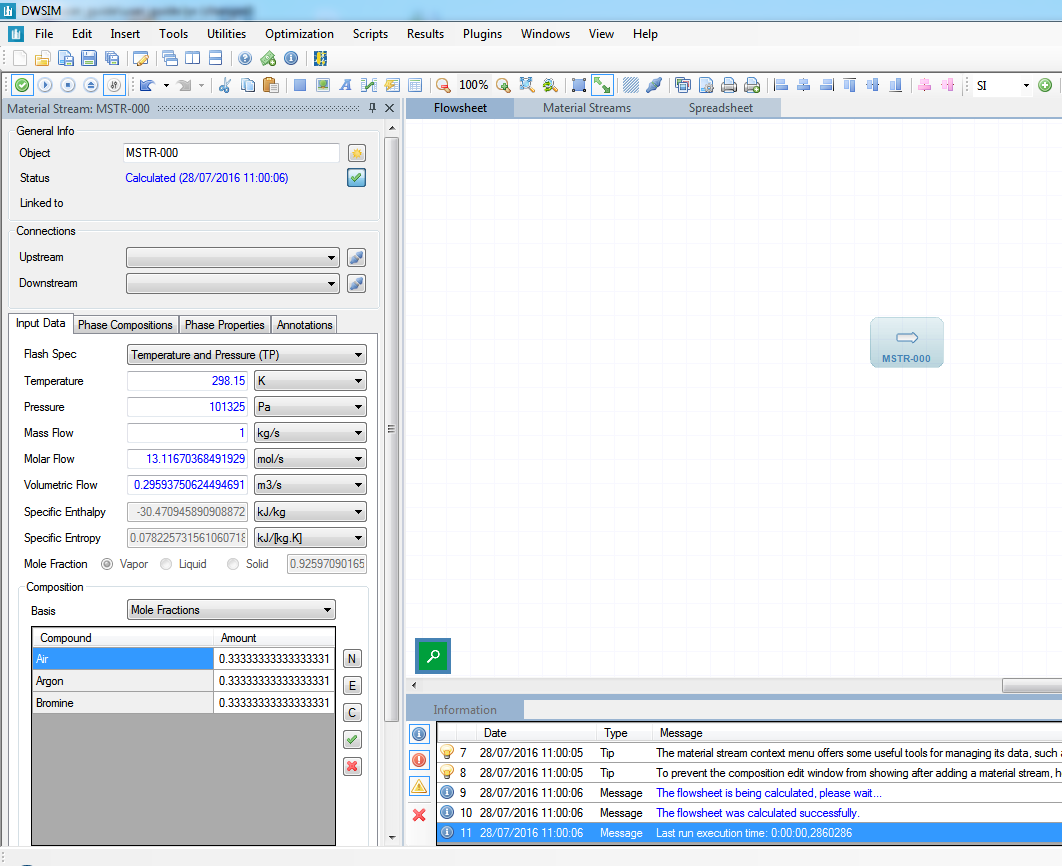 DWSIM
File Edit Insert Tools Utilities Optimization Scripts Results Plugins Windows View Help
100% SI
Material Stream: MSTR-000
General Info
Object MSTR-000
Status Calculated (28/07/2016 11:00:06)
Linked to
Connections
Upstream
Downstream
Input Data Phase Compositions Phase Properties Annotations
Flash Spec Temperature and Pressure (TP)
Temperature 298.15 K
Pressure 101325 Pa
Mass Flow 1 kg/s
Molar Flow 13.11670368491929 mol/s
Volumetric Flow 0.29593750624494691 m3/s
Specific Enthalpy -30.470945890908872 kJ/kg
Specific Entropy 0.078225731561060718 kJ/[kg.K]
Mole Fraction Vapor Liquid Solid 0.92597090165
Composition
Basis Mole Fractions
Compound Amount
Air 0.33333333333333331
Argon 0.33333333333333331
Bromine 0.33333333333333331
N
E
C
Flowsheet Material Streams Spreadsheet
MSTR-000
Information
Date Type Message
7 28/07/2016 11:00:05 Tip The material stream context menu offers some useful tools for managing its data, such
8 28/07/2016 11:00:05 Tip To prevent the composition edit window from showing after adding a material stream, h
9 28/07/2016 11:00:06 Message The flowsheet is being calculated, please wait...
10 28/07/2016 11:00:06 Message The flowsheet was calculated successfully.
11 28/07/2016 11:00:06 Message Last run execution time: 0:00:00,2860286